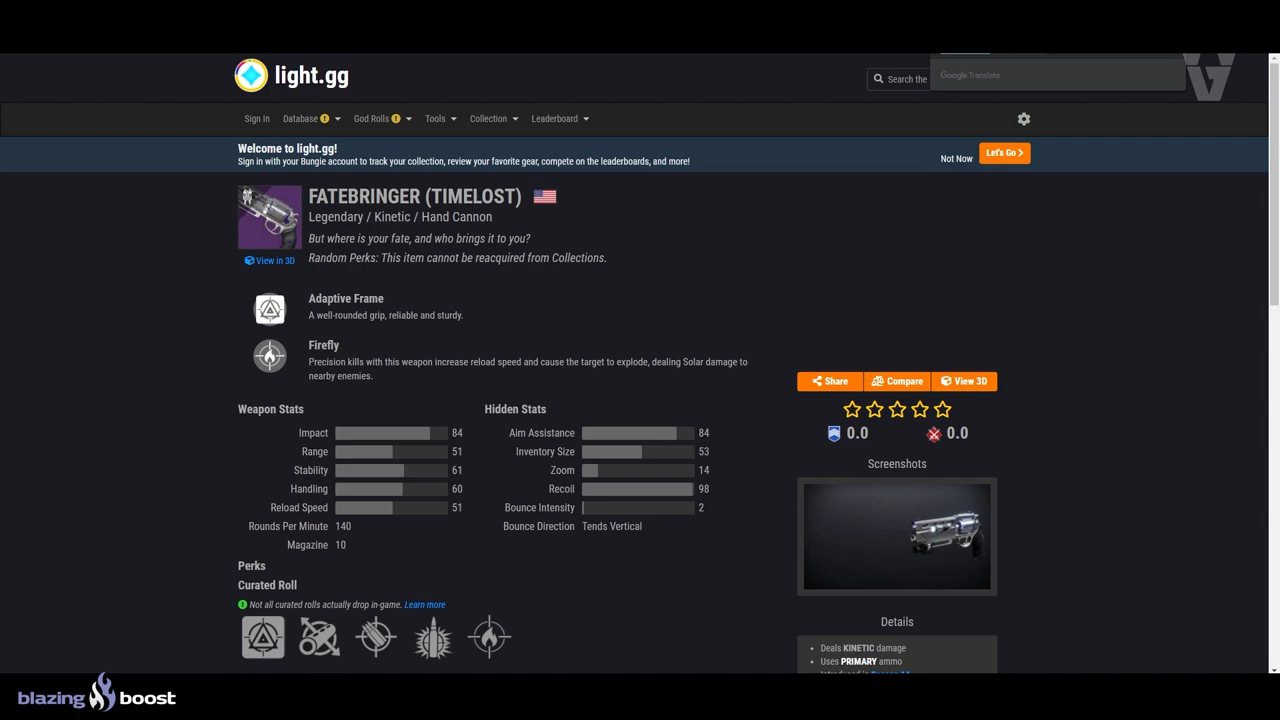 light.gg
Search the
Google Translate
Sign In Database God Rolls Tools Collection Leaderboard
Welcome to light.gg!
Sign in with your Bungie account to track your collection, review your favorite gear, compete on the leaderboards, and more!
Not Now Let's Go
FATEBRINGER (TIMELOST)
Legendary / Kinetic / Hand Cannon
But where is your fate, and who brings it to you?
Random Perks: This item cannot be reacquired from Collections.
View in 3D
Adaptive Frame
A well-rounded grip, reliable and sturdy.
Firefly
Precision kills with this weapon increase reload speed and cause the target to explode, dealing Solar damage to
nearby enemies.
Share Compare View 3D
0.0 0.0
Weapon Stats
Impact 84
Range 51
Stability 61
Handling 60
Reload Speed 51
Rounds Per Minute 140
Magazine 10
Hidden Stats
Aim Assistance 84
Inventory Size 53
Zoom 14
Recoil 98
Bounce Intensity 2
Bounce Direction Tends Vertical
Screenshots
Perks
Curated Roll
Not all curated rolls actually drop in-game. Learn more
Details
Deals KINETIC damage
Uses PRIMARY ammo
blazing boost